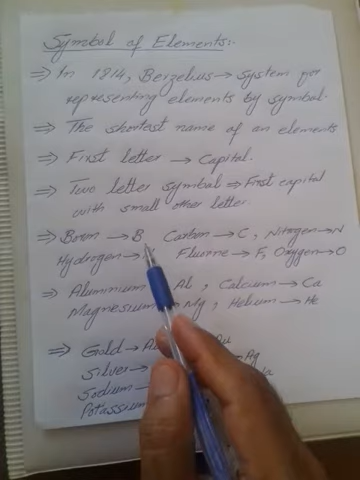 Symbol of Elements:-
⇒ In 1814, Berzelius → system for
representing elements by symbol.
⇒ The shortest name of an elements
⇒ First letter → Capital.
⇒ Two letter symbol ⇒ First capital
with small other letter.
⇒ Boron → B Carbon → C, Nitrogen → N
Hydrogen → Fluorine → F, Oxygen → O
⇒ Aluminium Al, Calcium → Ca
Magnesium Mg, Helium → He
⇒ Gold → Au
Silver → Ag
Sodium →
Potassium